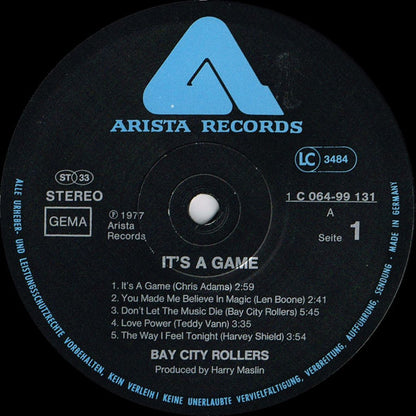 ARISTA RECORDS
LC 3484
ST 33
STEREO
GEMA
℗ 1977
Arista
Records
1 C 064-99 131
A
Seite 1
IT'S A GAME
1. It's A Game (Chris Adams) 2:59
2. You Made Me Believe In Magic (Len Boone) 2:41
3. Don't Let The Music Die (Bay City Rollers) 5:45
4. Love Power (Teddy Vann) 3:35
5. The Way I Feel Tonight (Harvey Shield) 3:54
BAY CITY ROLLERS
Produced by Harry Maslin
ALLE URHEBER- UND LEISTUNGSSCHUTZRECHTE VORBEHALTEN, KEIN VERLEIH! KEINE UNERLAUBTE VERVIELFÄLTIGUNG, VERBREITUNG, AUFFÜHRUNG, SENDUNG · MADE IN GERMANY